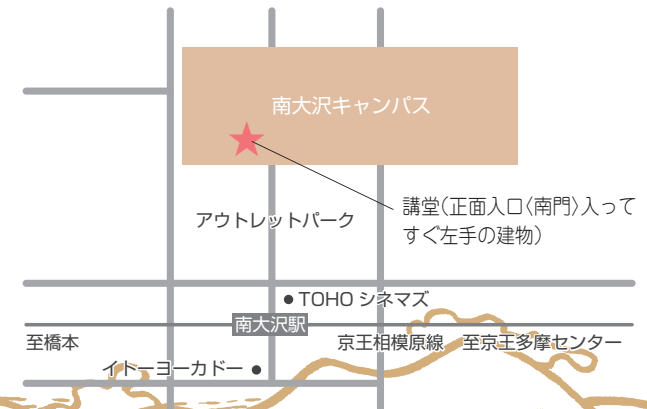 南大沢キャンパス
講堂(正面入口〈南門〉入って
すぐ左手の建物)
アウトレットパーク
●TOHO シネマズ
南大沢駅
至橋本
京王相模原線
至京王多摩センター
イトーヨーカドー ●